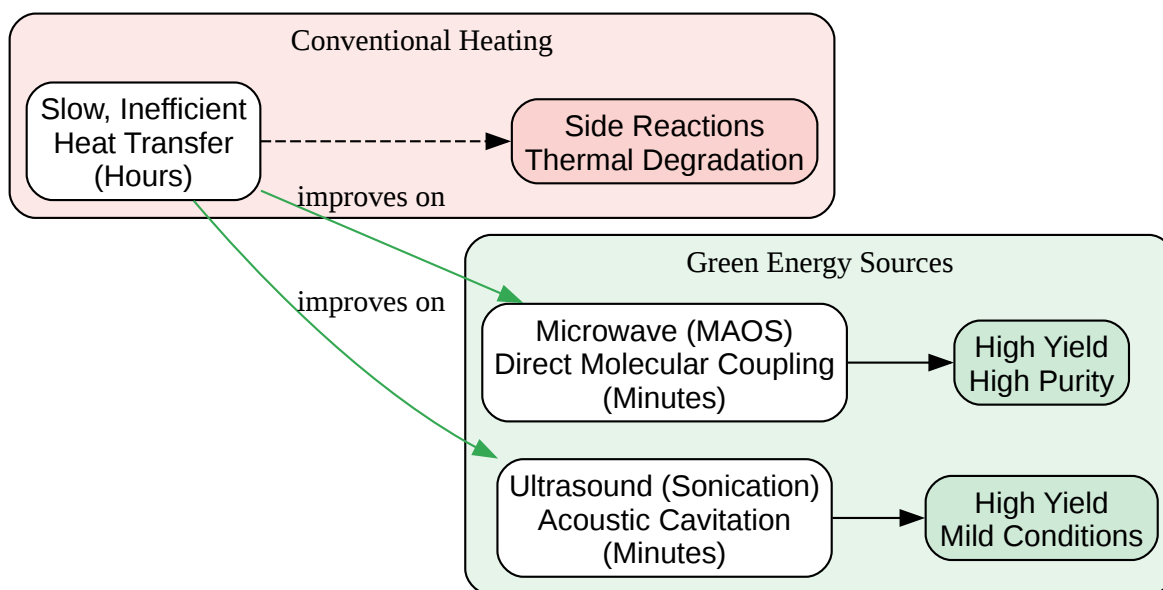 Conventional Heating
Slow, Inefficient
Heat Transfer
(Hours)
Side Reactions
Thermal Degradation
improves on
improves on
Green Energy Sources
Microwave (MAOS)
Direct Molecular Coupling
(Minutes)
High Yield
High Purity
Ultrasound (Sonication)
Acoustic Cavitation
(Minutes)
High Yield
Mild Conditions